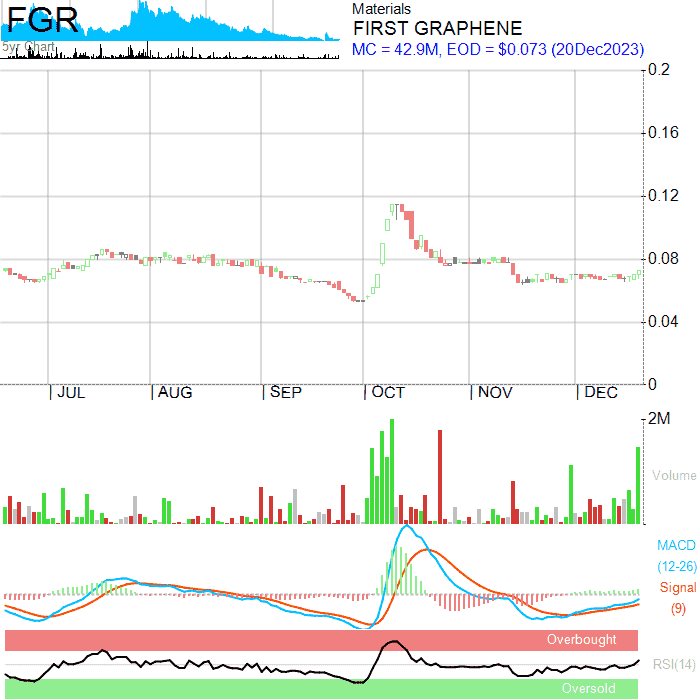 FGR
5yr Chart
Materials
FIRST GRAPHENE
MC = 42.9M, EOD = $0.073 (20Dec2023)
0.2
0.16
0.12
0.08
0.04
0
JUL AUG SEP OCT NOV DEC
2M
Volume
MACD
(12-26)
Signal
(9)
Overbought
RSI(14)
Oversold